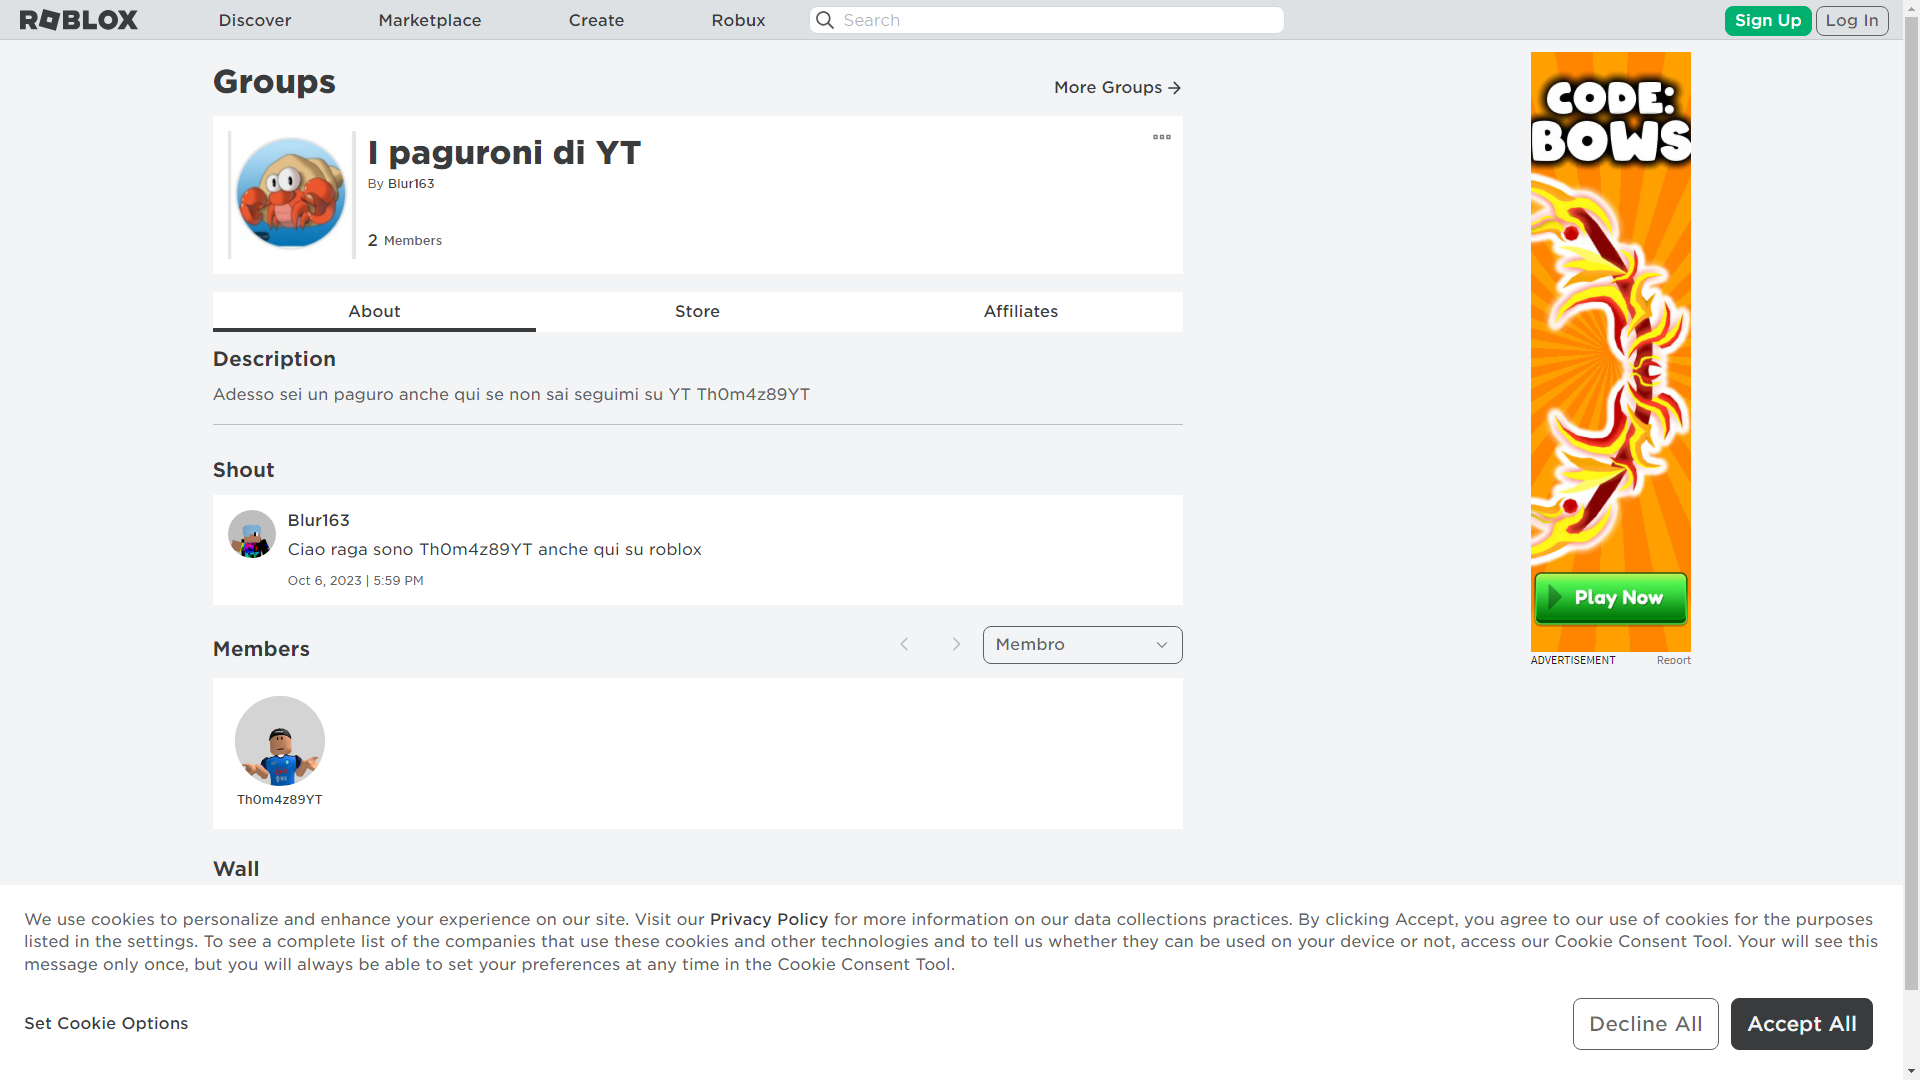 ROBLOX
Discover
Marketplace
Create
Robux
Search
Sign Up
Log In
Groups
More Groups
I paguroni di YT
By Blur163
2 Members
About
Store
Affiliates
Description
Adesso sei un paguro anche qui se non sai seguimi su YT Th0m4z89YT
Shout
Blur163
Ciao raga sono Th0m4z89YT anche qui su roblox
Oct 6, 2023 | 5:59 PM
Members
Membro
Th0m4z89YT
Wall
CODE:
BOWS
Play Now
ADVERTISEMENT
Report
We use cookies to personalize and enhance your experience on our site. Visit our Privacy Policy for more information on our data collections practices. By clicking Accept, you agree to our use of cookies for the purposes
listed in the settings. To see a complete list of the companies that use these cookies and other technologies and to tell us whether they can be used on your device or not, access our Cookie Consent Tool. Your will see this
message only once, but you will always be able to set your preferences at any time in the Cookie Consent Tool.
Set Cookie Options
Decline All
Accept All